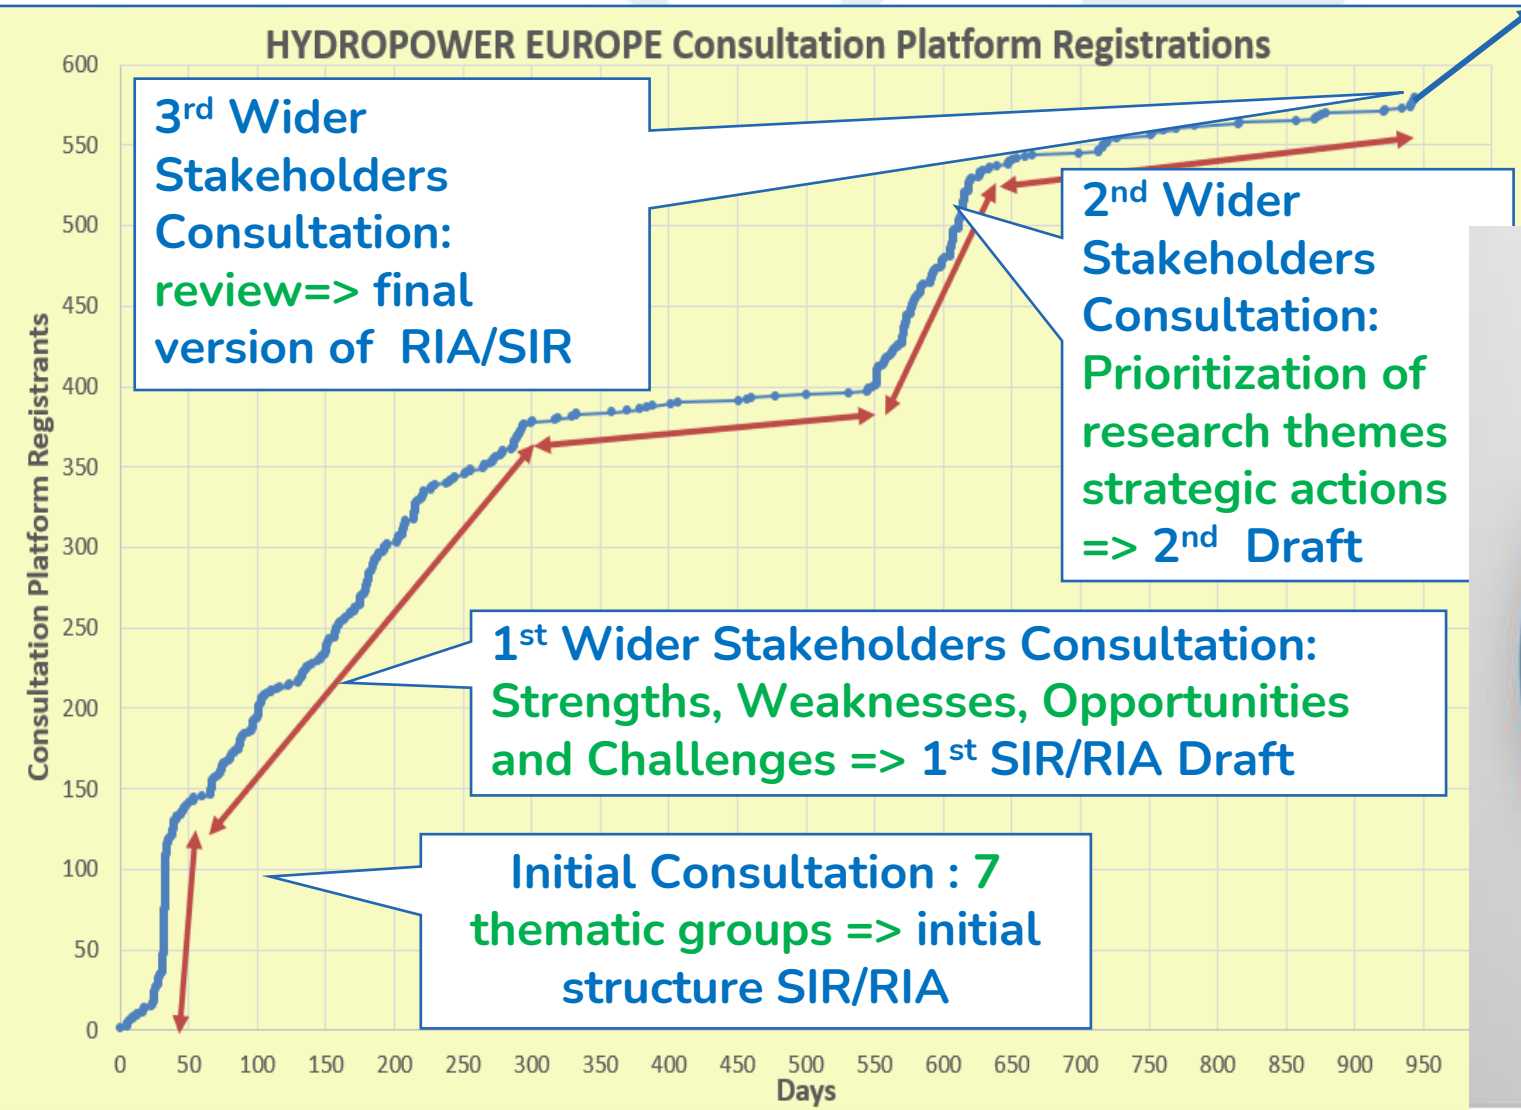 HYDROPOWER EUROPE Consultation Platform Registrations
600
550
500
450
400
350
300
250
200
150
100
50
0
Consultation Platform Registrants
3rd Wider
Stakeholders
Consultation:
review=> final
version of RIA/SIR
2nd Wider
Stakeholders
Consultation:
Prioritization of
research themes
strategic actions
=> 2nd Draft
1st Wider Stakeholders Consultation:
Strengths, Weaknesses, Opportunities
and Challenges => 1st SIR/RIA Draft
Initial Consultation : 7
thematic groups => initial
structure SIR/RIA
0 50 100 150 200 250 300 350 400 450 500 550 600 650 700 750 800 850 900 950
Days